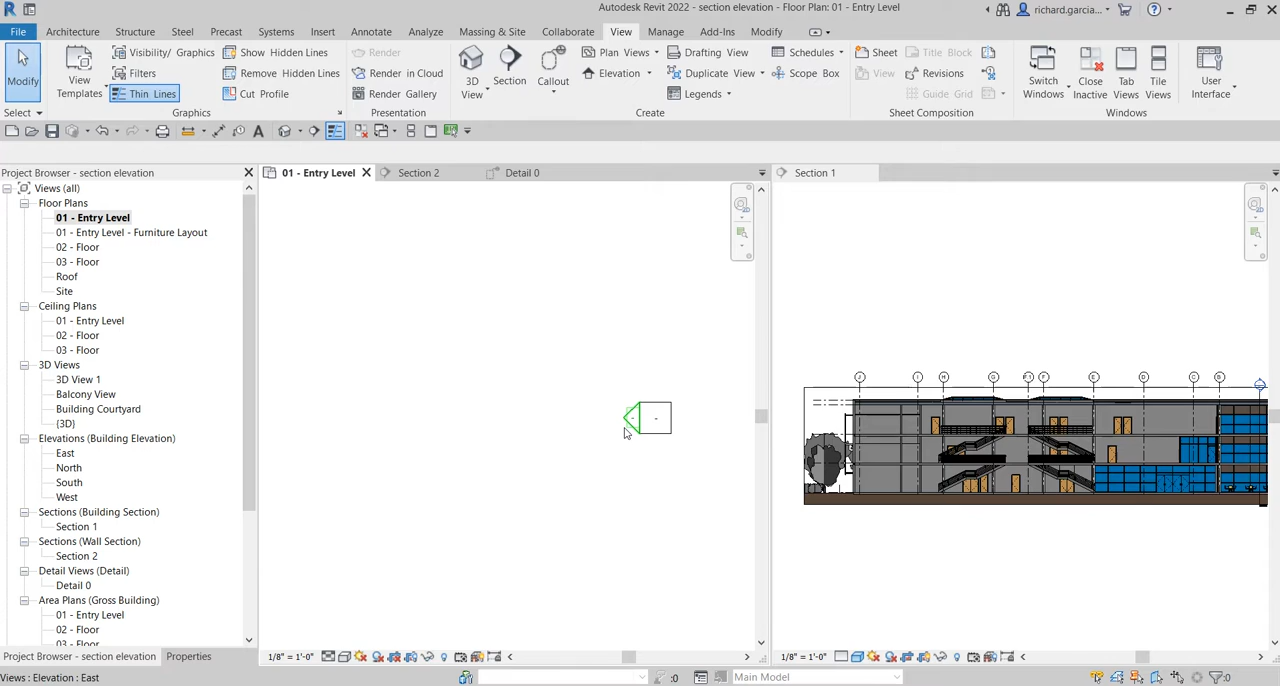 Autodesk Revit 2022 - section elevation - Floor Plan: 01 - Entry Level
richard.garcia...
File Architecture Structure Steel Precast Systems Insert Annotate Analyze Massing & Site Collaborate View Manage Add-Ins Modify
Modify
View
Templates
Visibility/ Graphics
Filters
Thin Lines
Show Hidden Lines
Remove Hidden Lines
Cut Profile
Render
Render in Cloud
Render Gallery
3D
View
Section
Callout
Plan Views
Elevation
Drafting View
Duplicate View
Legends
Schedules
Scope Box
Sheet
View
Title Block
Revisions
Guide Grid
Switch
Windows
Close
Inactive
Tab
Views
Tile
Views
User
Interface
Select
Graphics
Presentation
Create
Sheet Composition
Windows
Project Browser - section elevation
01 - Entry Level
Section 2
Detail 0
Section 1
Views (all)
Floor Plans
01 - Entry Level
01 - Entry Level - Furniture Layout
02 - Floor
03 - Floor
Roof
Site
Ceiling Plans
01 - Entry Level
02 - Floor
03 - Floor
3D Views
3D View 1
Balcony View
Building Courtyard
{3D}
Elevations (Building Elevation)
East
North
South
West
Sections (Building Section)
Section 1
Sections (Wall Section)
Section 2
Detail Views (Detail)
Detail 0
Area Plans (Gross Building)
01 - Entry Level
02 - Floor
03 - Floor
J I H G F.1 F E D C B
Project Browser - section elevation
Properties
1/8" = 1'-0"
1/8" = 1'-0"
Views : Elevation : East
:0
Main Model
:0